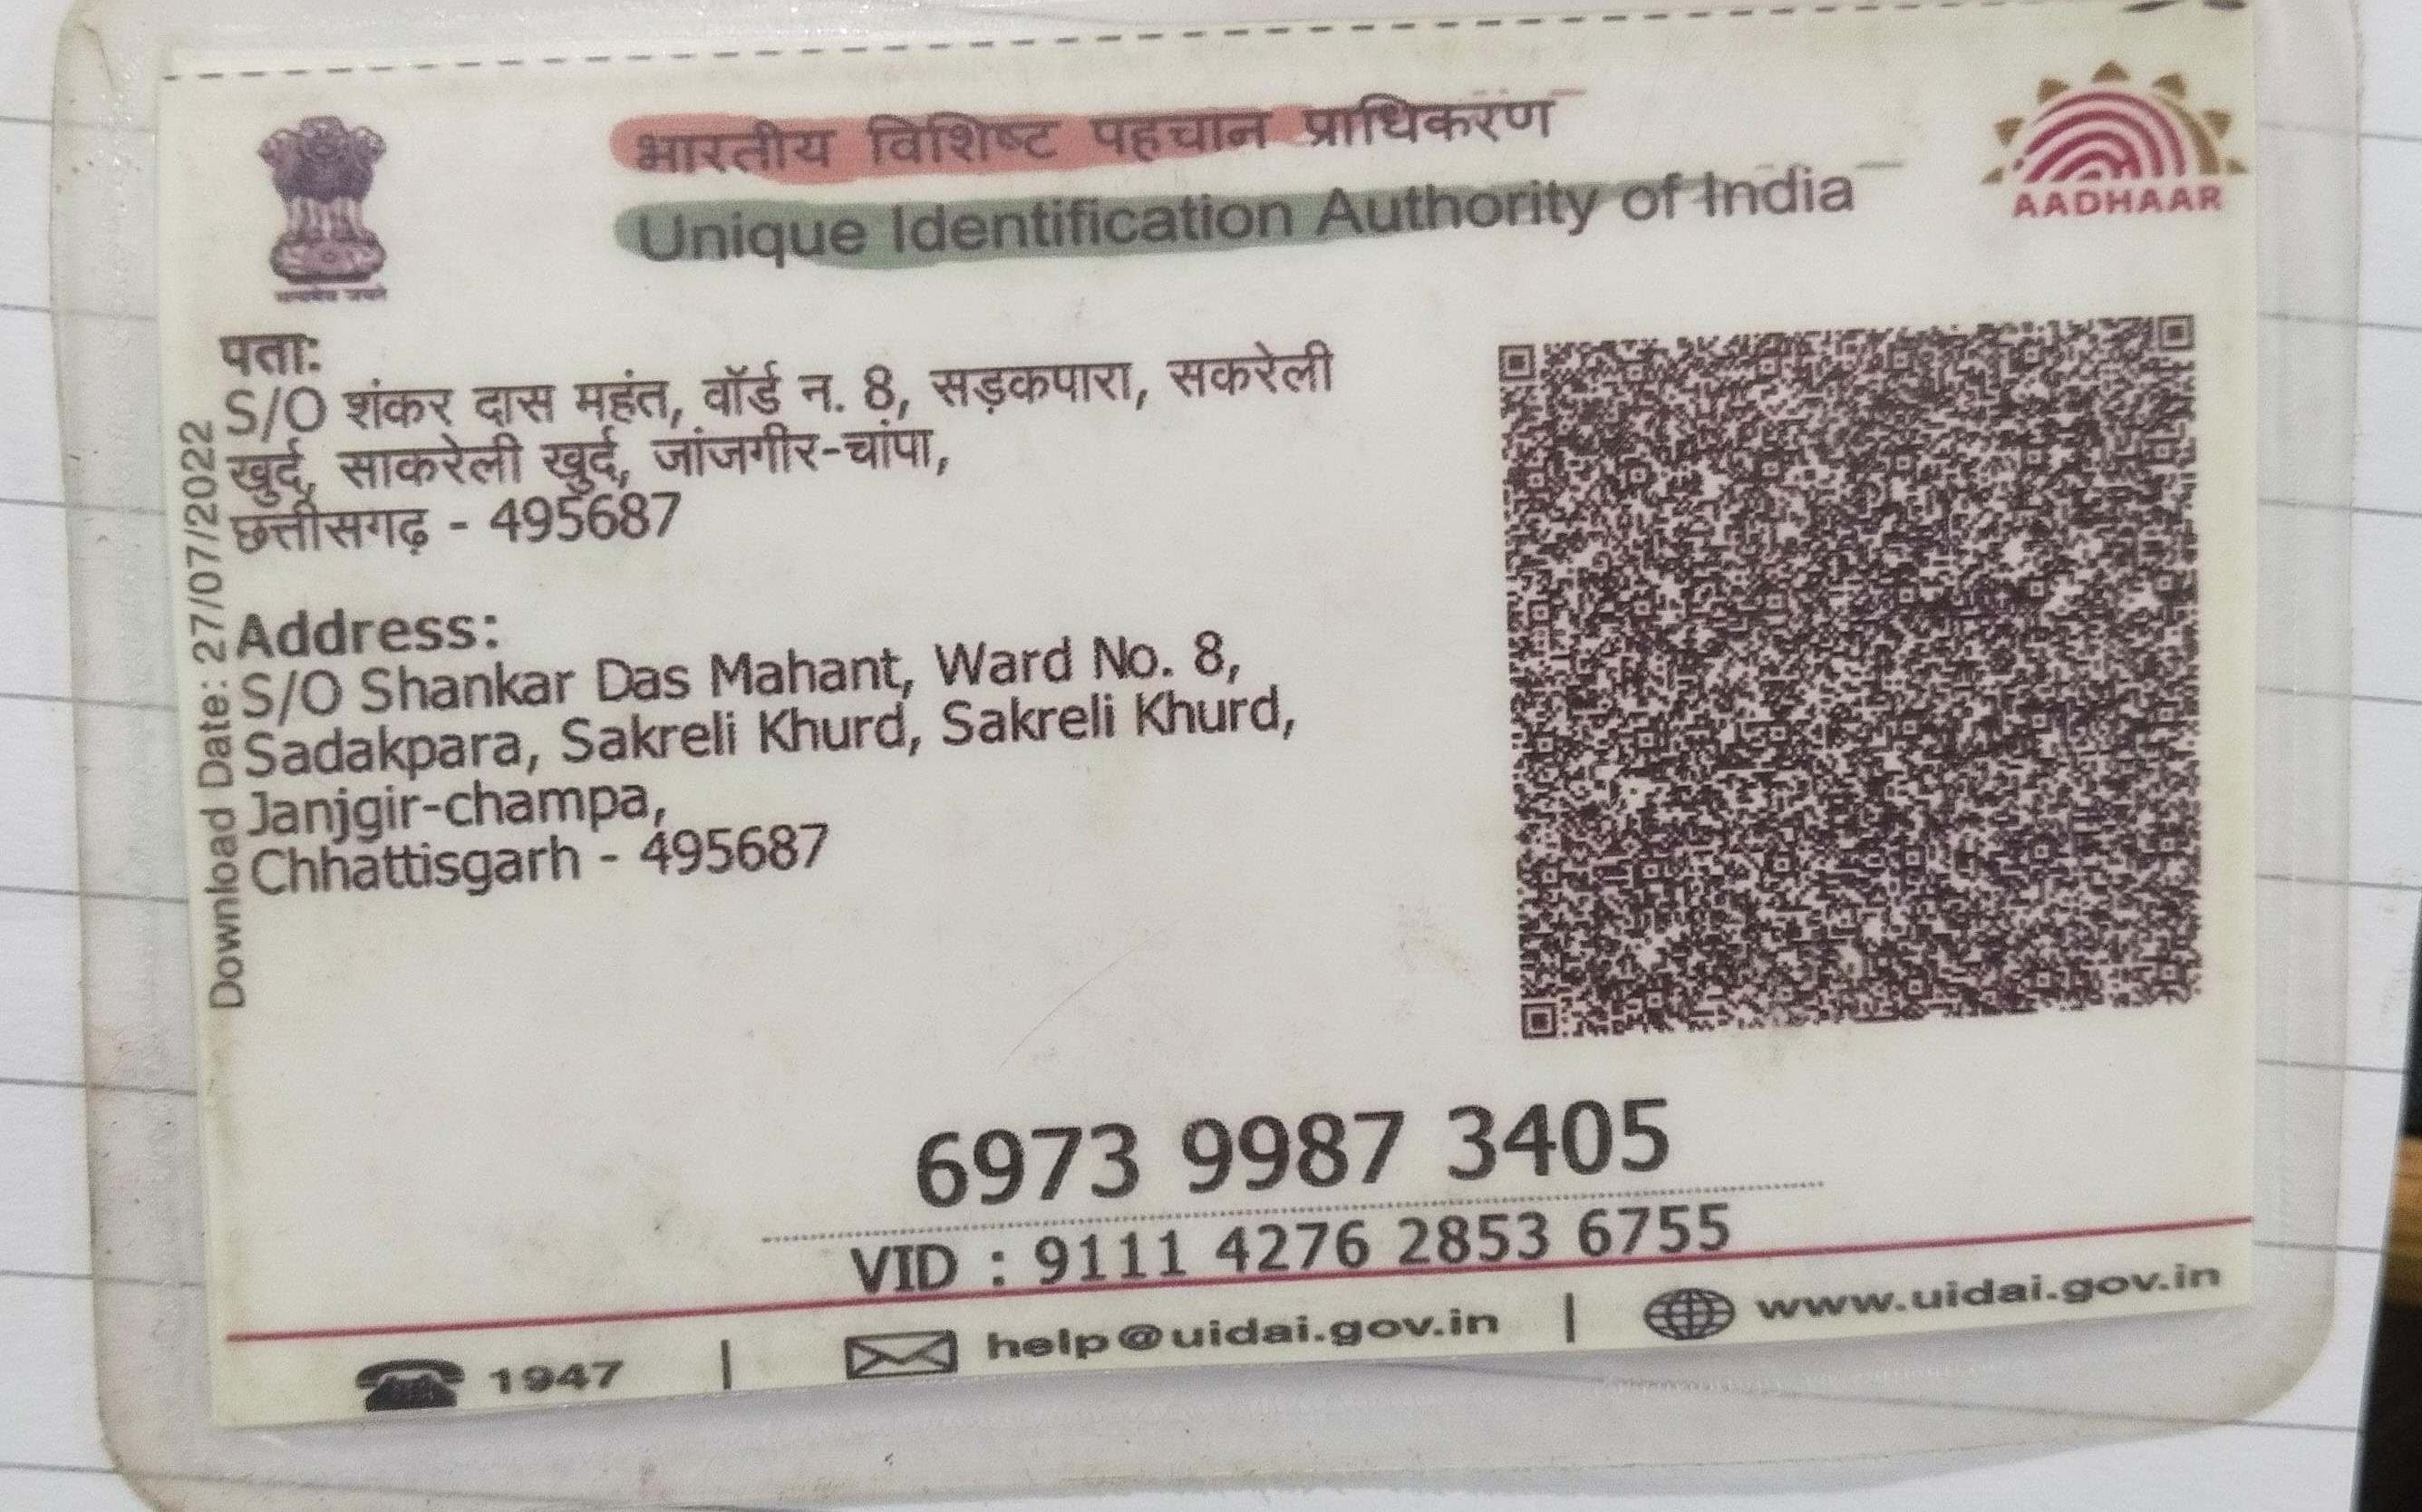 भारतीय विशिष्ट पहचान प्राधिकरण
Unique Identification Authority of India
AADHAAR
पता:
S/O शंकर दास महंत, वॉर्ड न. 8, सड़कपारा, सकरेली
खुर्द, साकरेली खुर्द, जांजगीर-चांपा,
छत्तीसगढ़ - 495687
Address:
S/O Shankar Das Mahant, Ward No. 8,
Sadakpara, Sakreli Khurd, Sakreli Khurd,
Janjgir-champa,
Chhattisgarh - 495687
Download Date: 27/07/2022
6973 9987 3405
VID : 9111 4276 2853 6755
1947 | help@uidai.gov.in | www.uidai.gov.in